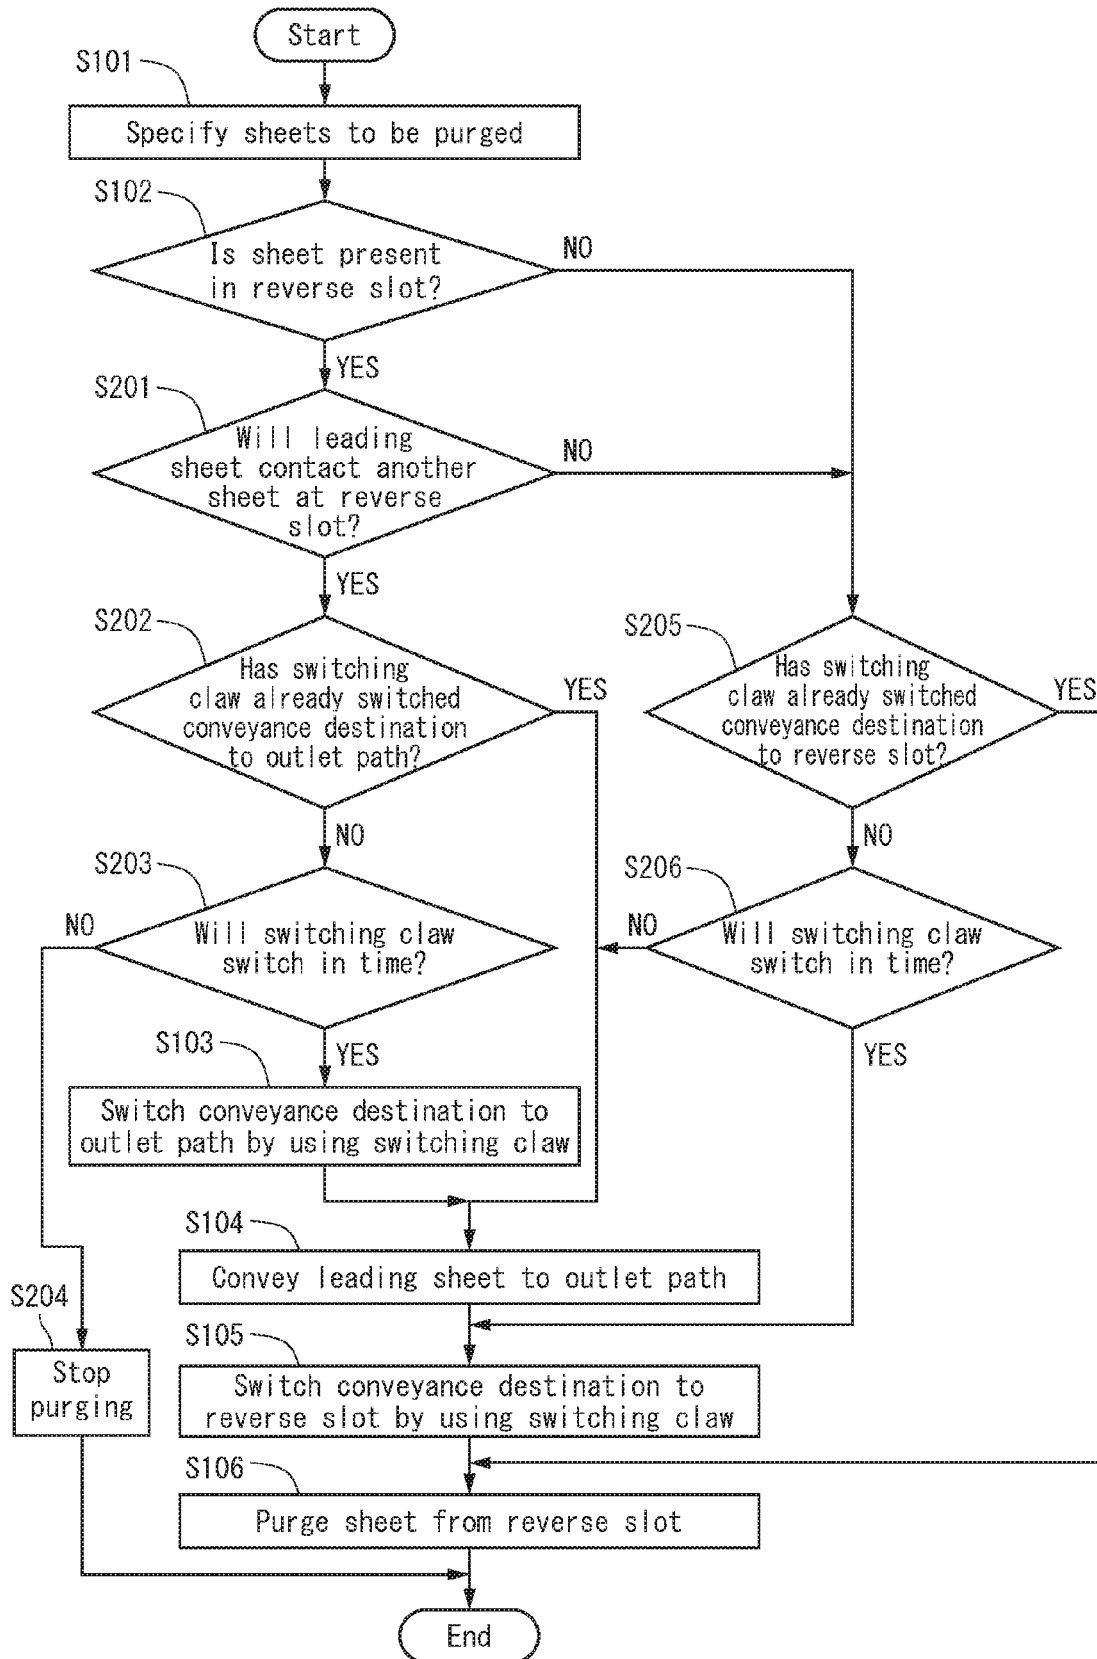 Start
S101
Specify sheets to be purged
S102
Is sheet present
in reverse slot?
NO
YES
S201
Will leading
sheet contact another
sheet at reverse
slot?
NO
YES
S202
Has switching
claw already switched
conveyance destination
to outlet path?
YES
NO
S205
Has switching
claw already switched
conveyance destination
to reverse slot?
YES
NO
S203
Will switching claw
switch in time?
NO
YES
S206
Will switching claw
switch in time?
NO
YES
S103
Switch conveyance destination to
outlet path by using switching claw
S104
Convey leading sheet to outlet path
S204
Stop
purging
S105
Switch conveyance destination to
reverse slot by using switching claw
S106
Purge sheet from reverse slot
End